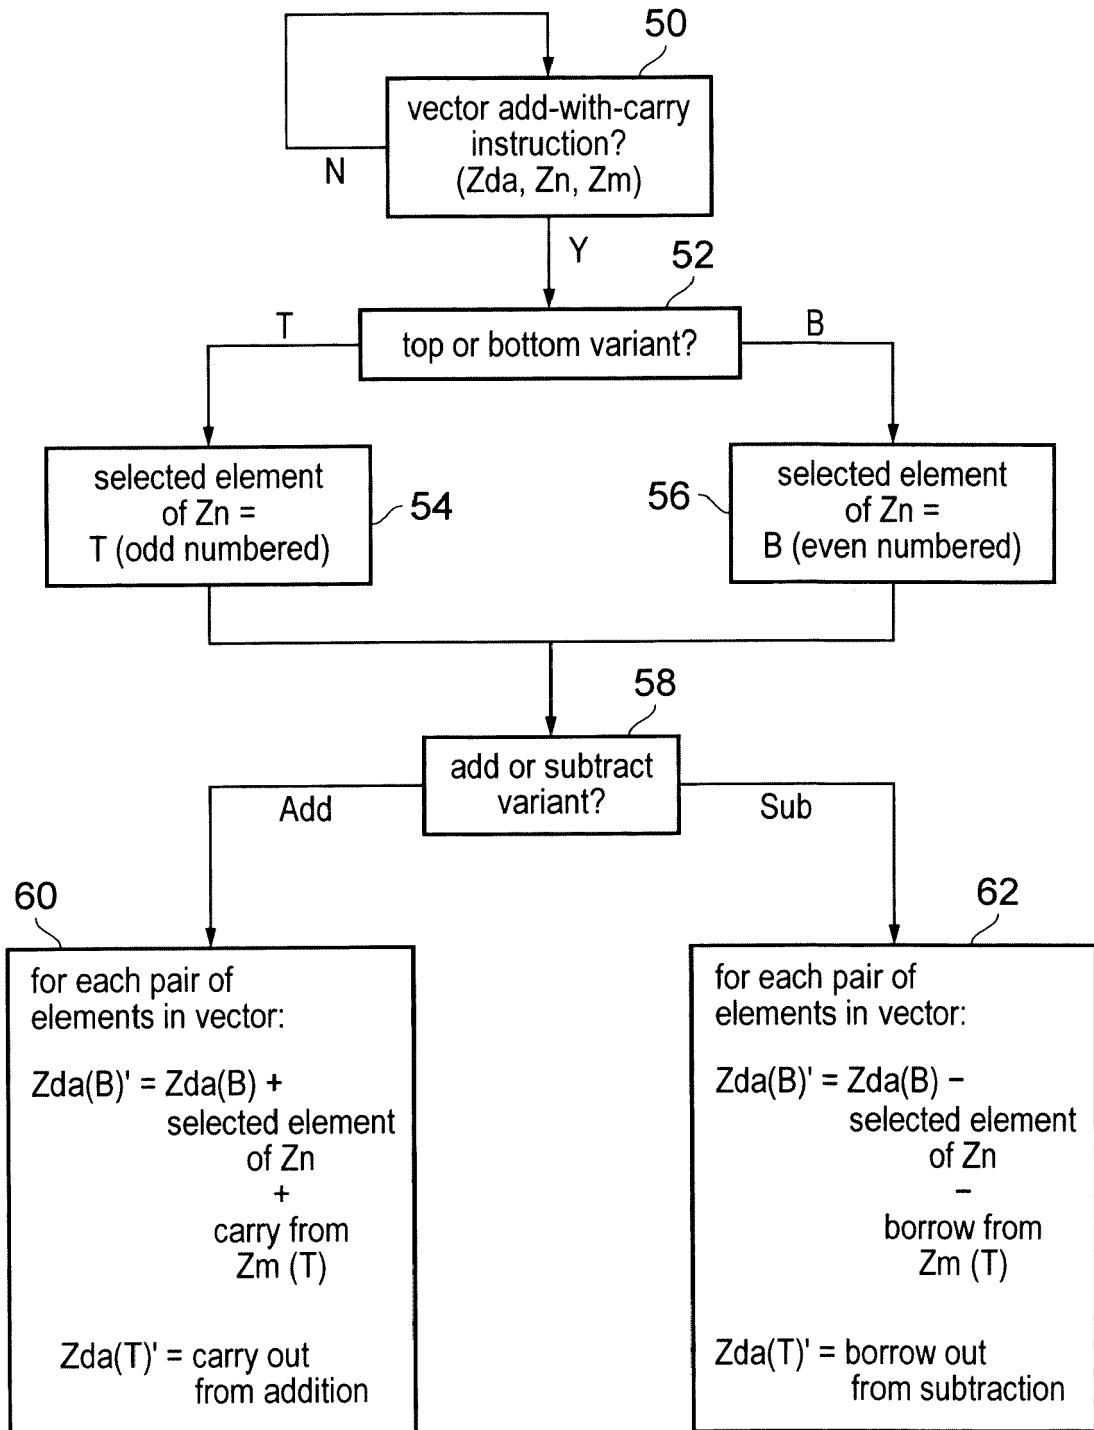 50
vector add-with-carry
instruction?
(Zda, Zn, Zm)
N
Y
52
T
top or bottom variant?
B
selected element
of Zn =
T (odd numbered)
54
56
selected element
of Zn =
B (even numbered)
58
add or subtract
variant?
Add
Sub
60
for each pair of
elements in vector:
Zda(B)' = Zda(B) +
selected element
of Zn
+
carry from
Zm (T)
Zda(T)' = carry out
from addition
62
for each pair of
elements in vector:
Zda(B)' = Zda(B) –
selected element
of Zn
–
borrow from
Zm (T)
Zda(T)' = borrow out
from subtraction